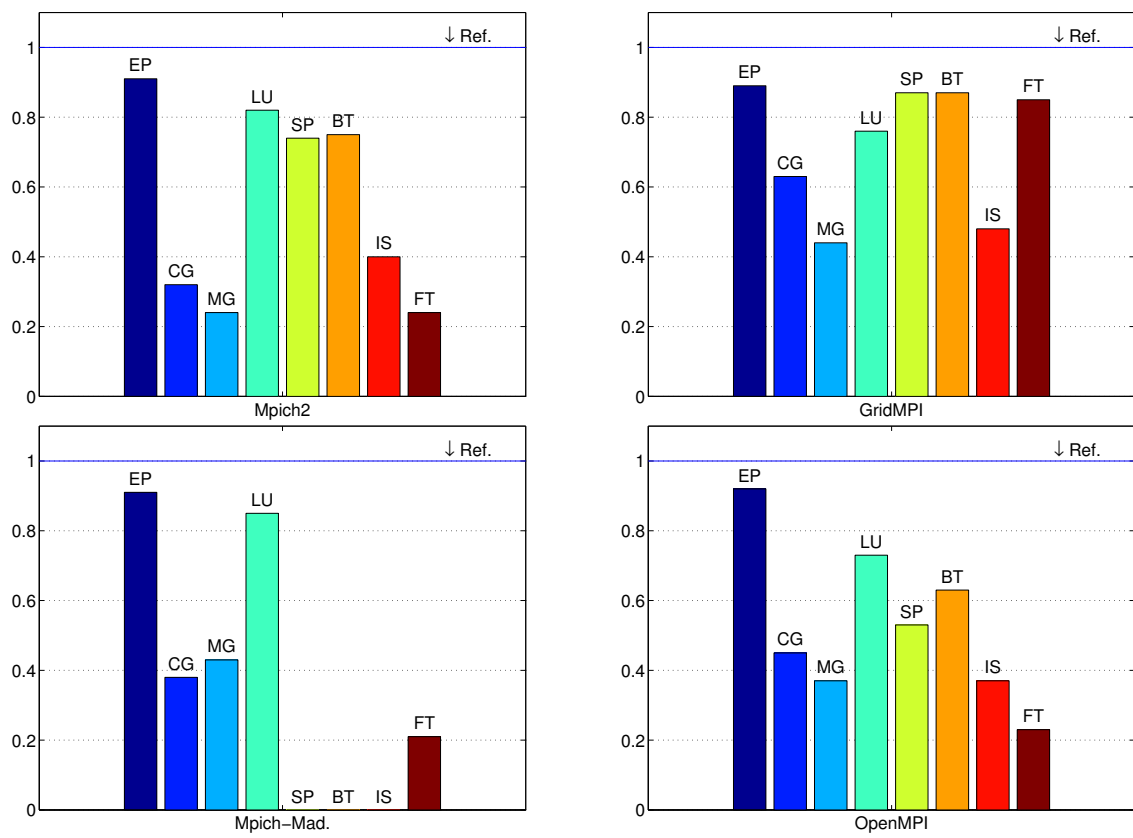 ↓ Ref.
1
0.8
0.6
0.4
0.2
0
EP
CG
MG
LU
SP
BT
IS
FT
Mpich2
↓ Ref.
1
0.8
0.6
0.4
0.2
0
EP
CG
MG
LU
SP
BT
IS
FT
GridMPI
↓ Ref.
1
0.8
0.6
0.4
0.2
0
EP
CG
MG
LU
SP
BT
IS
FT
Mpich-Mad.
↓ Ref.
1
0.8
0.6
0.4
0.2
0
EP
CG
MG
LU
SP
BT
IS
FT
OpenMPI